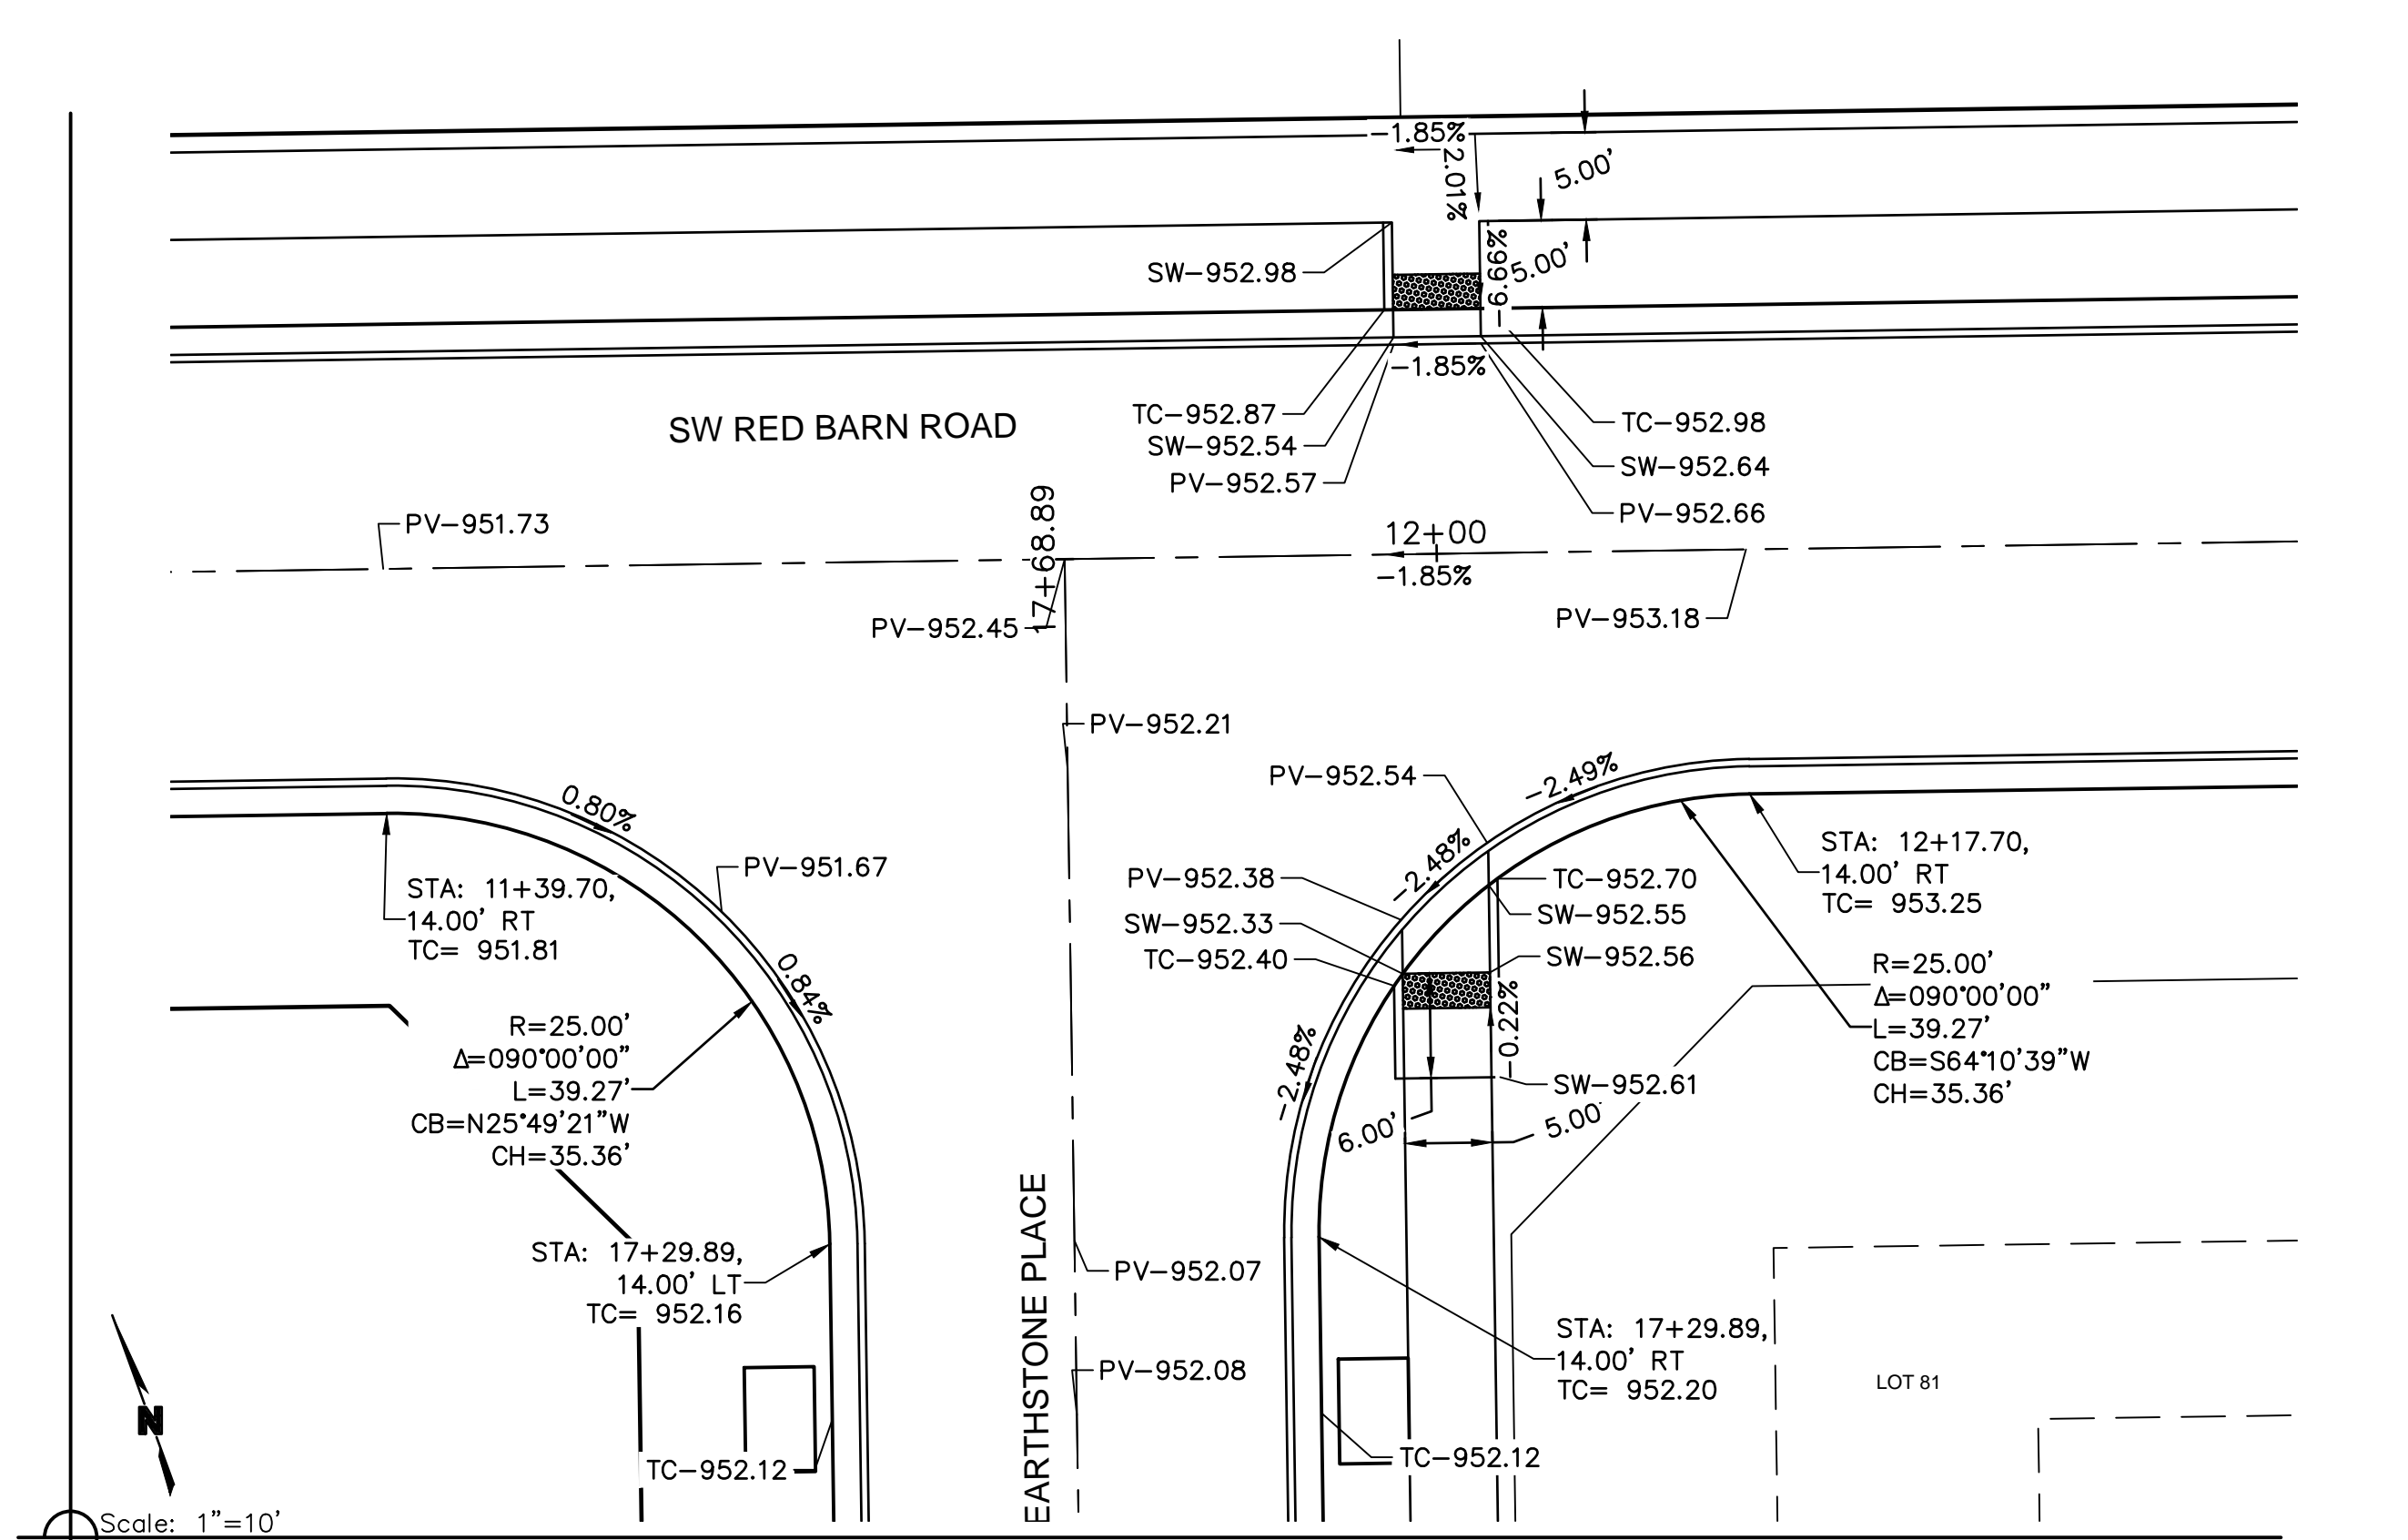 -1.85%
2.01%
5.00'
SW-952.98
-9.99%
5.00'
-1.85%
TC-952.87
SW-952.54
PV-952.57
TC-952.98
SW-952.64
PV-952.66
SW RED BARN ROAD
PV-951.73
17+68.89
12+00
-1.85%
PV-952.45
PV-953.18
PV-952.21
PV-952.54
-2.49%
0.80%
-2.48%
PV-951.67
PV-952.38
SW-952.33
TC-952.40
TC-952.70
SW-952.55
SW-952.56
STA: 12+17.70,
14.00' RT
TC= 953.25
STA: 11+39.70,
14.00' RT
TC= 951.81
0.84%
R=25.00'
Δ=090°00'00"
L=39.27'
CB=S64°10'39"W
CH=35.36'
-0.22%
R=25.00'
Δ=090°00'00"
L=39.27'
CB=N25°49'21"W
CH=35.36'
-2.48%
SW-952.61
6.00'
5.00'
EARTHSTONE PLACE
STA: 17+29.89,
14.00' LT
TC= 952.16
PV-952.07
STA: 17+29.89,
14.00' RT
TC= 952.20
PV-952.08
LOT 81
N
TC-952.12
TC-952.12
Scale: 1"=10'